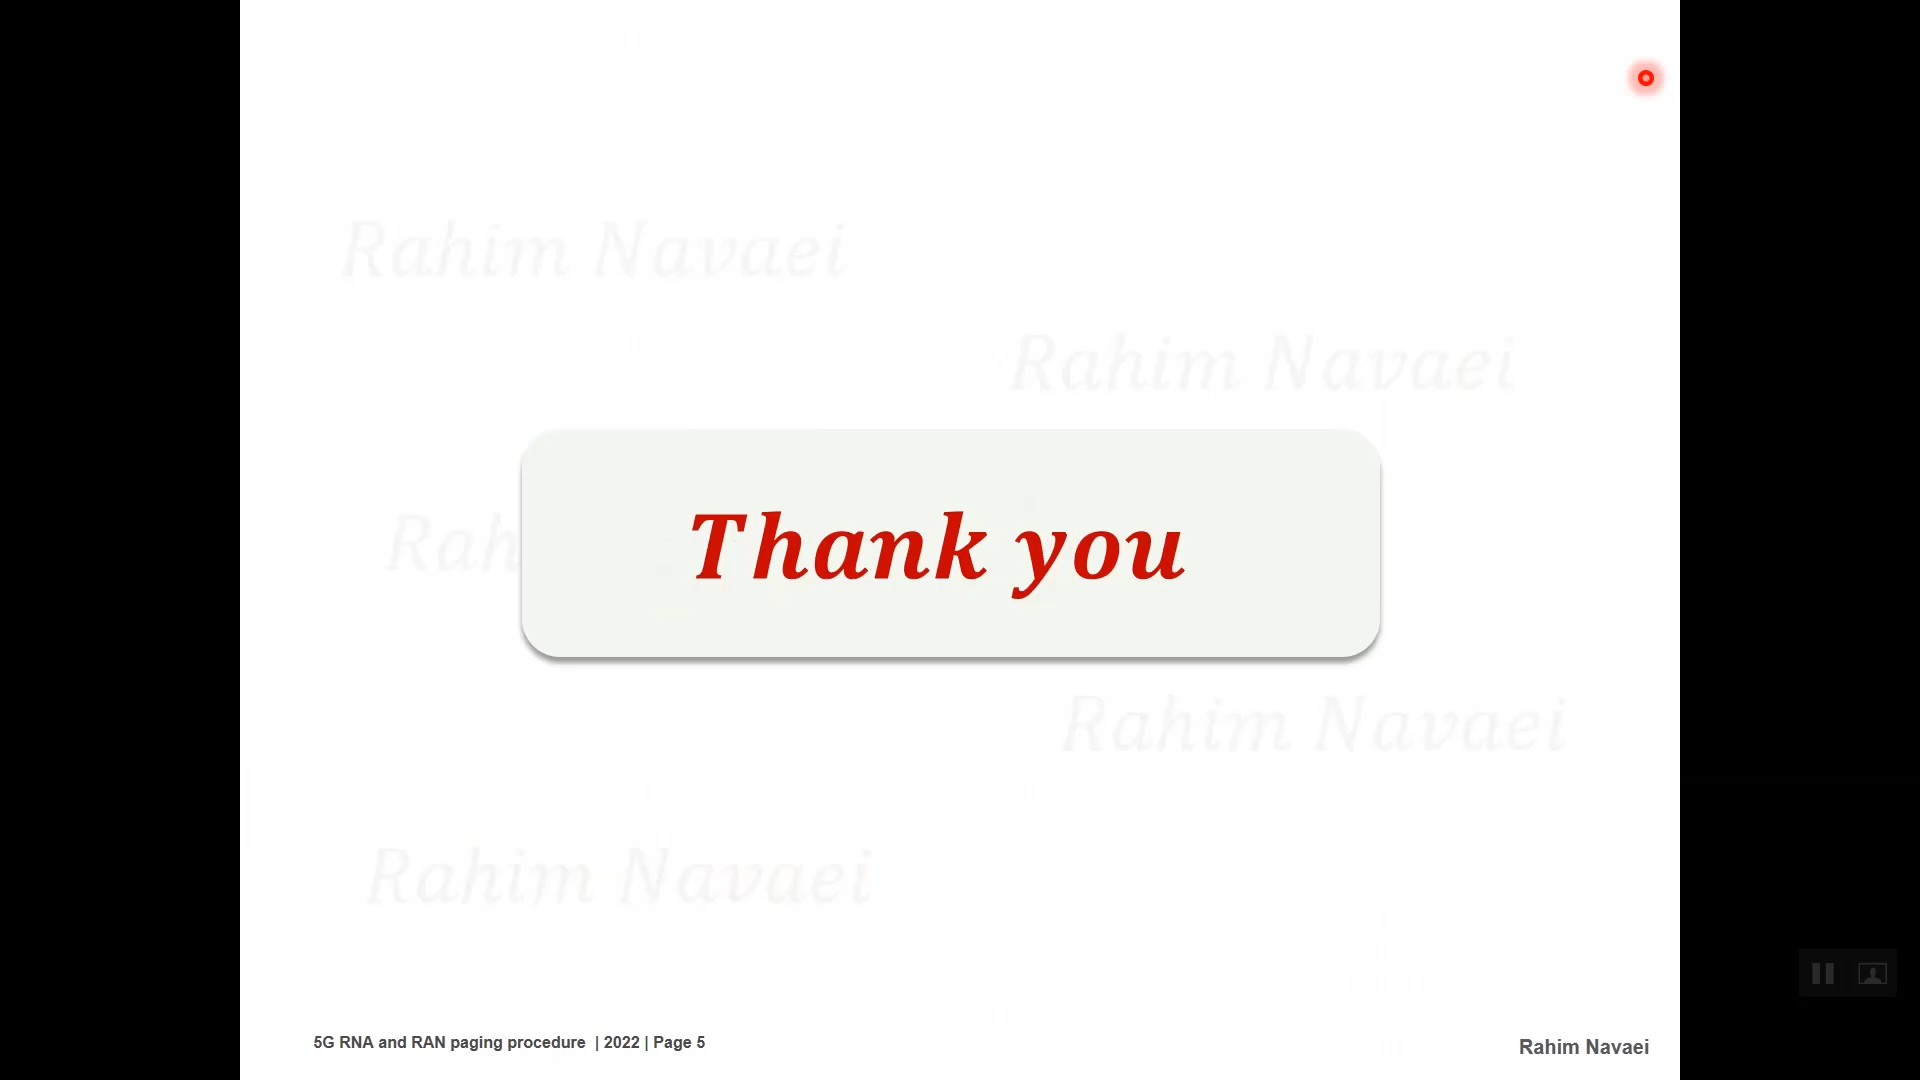 Rahim Navaei
Rahim Navaei
Rah
Thank you
Rahim Navaei
Rahim Navaei
5G RNA and RAN paging procedure | 2022 | Page 5
Rahim Navaei